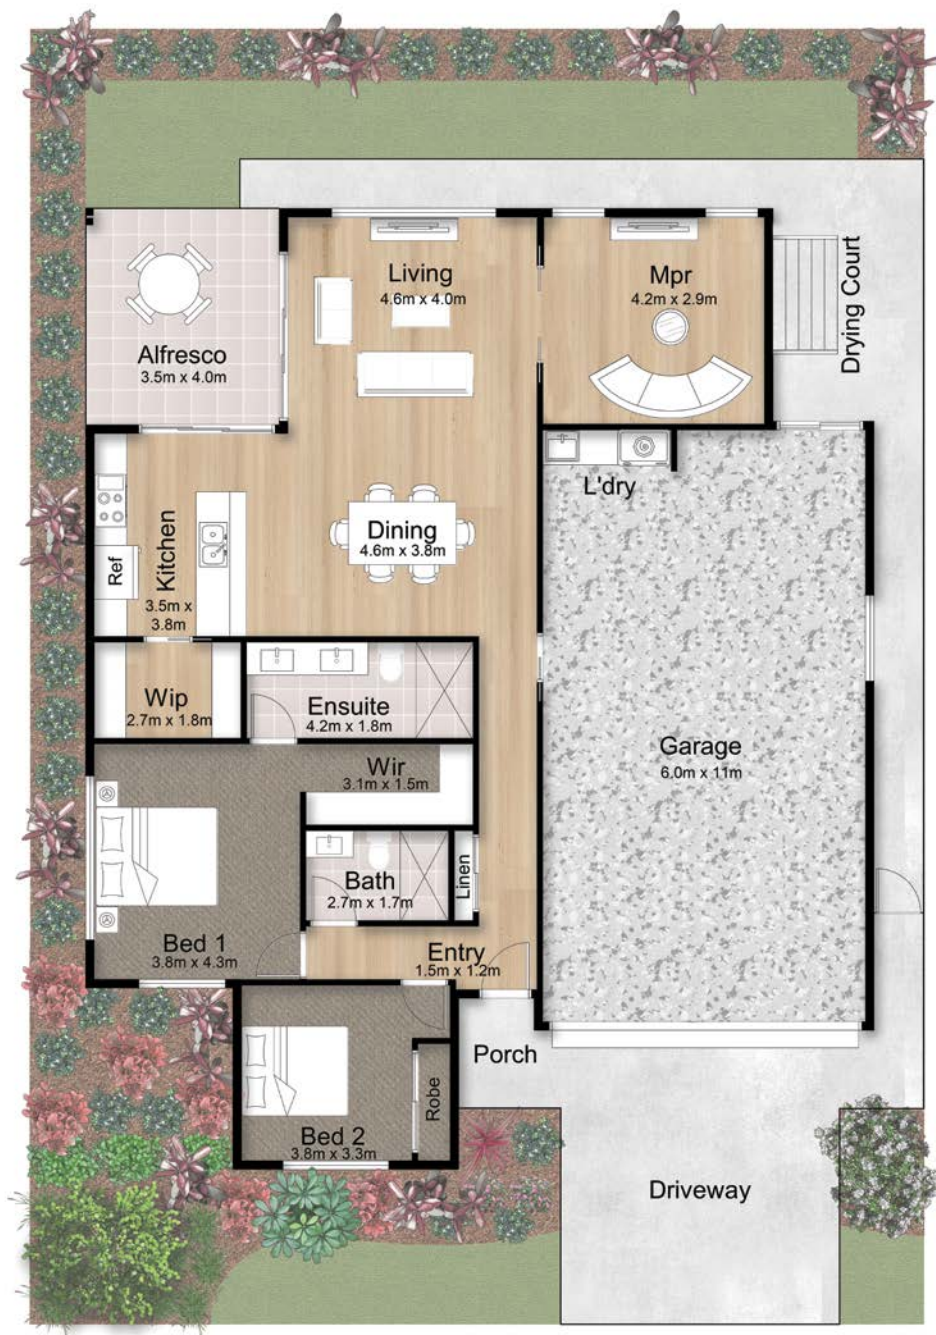 Living
4.6m x 4.0m
Mpr
4.2m x 2.9m
Drying Court
Alfresco
3.5m x 4.0m
L'dry
Dining
4.6m x 3.8m
Kitchen
3.5m x
3.8m
Ref
Wip
2.7m x 1.8m
Ensuite
4.2m x 1.8m
Garage
6.0m x 11m
Wir
3.1m x 1.5m
Bath
2.7m x 1.7m
Linen
Bed 1
3.8m x 4.3m
Entry
1.5m x 1.2m
Porch
Robe
Bed 2
3.8m x 3.3m
Driveway